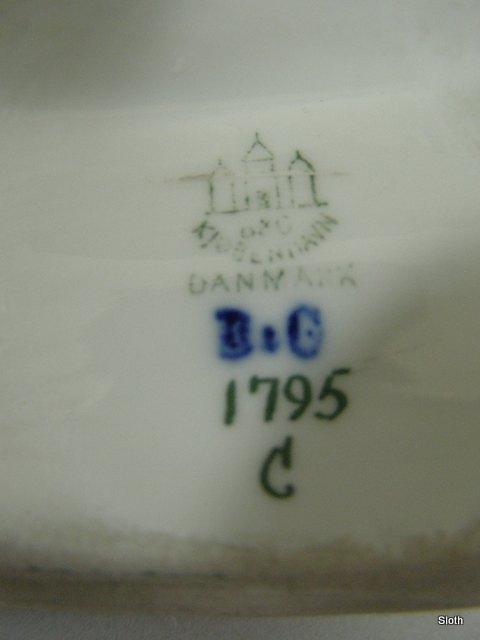 B&G
KJØBENHAVN
DANMARK
B&G
1795
C
Sloth